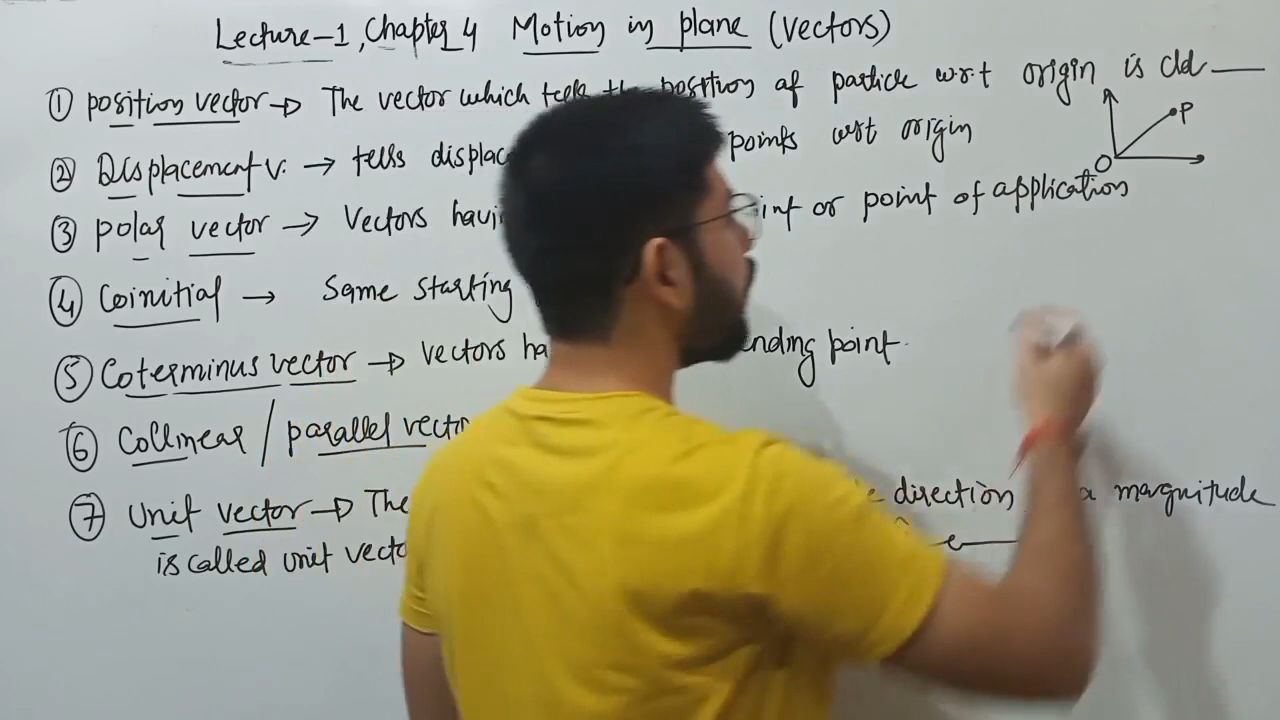 Lecture-1, Chapter 4 Motion in plane (vectors)
① position vector → The vector which tells the position of particle wrt origin is cld
P
② Displacement v. → tells displac points wrt origin
O
③ polar vector → Vectors havi int or point of application
④ Coinitial → Same starting
⑤ Coterminus vector → vectors ha nding point.
⑥ Collinear / parallel vecto
⑦ Unit vector → The direction a magnitude
is called unit vecto